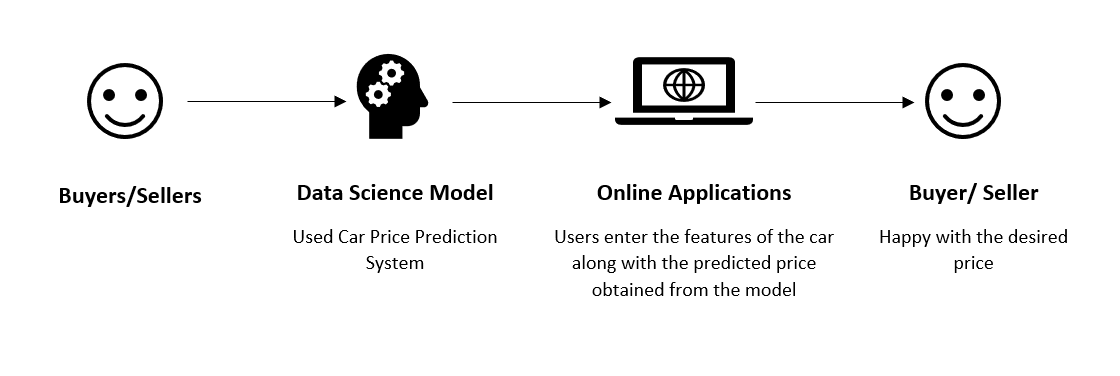 Buyers/Sellers
Data Science Model
Used Car Price Prediction
System
Online Applications
Users enter the features of the car
along with the predicted price
obtained from the model
Buyer/ Seller
Happy with the desired
price